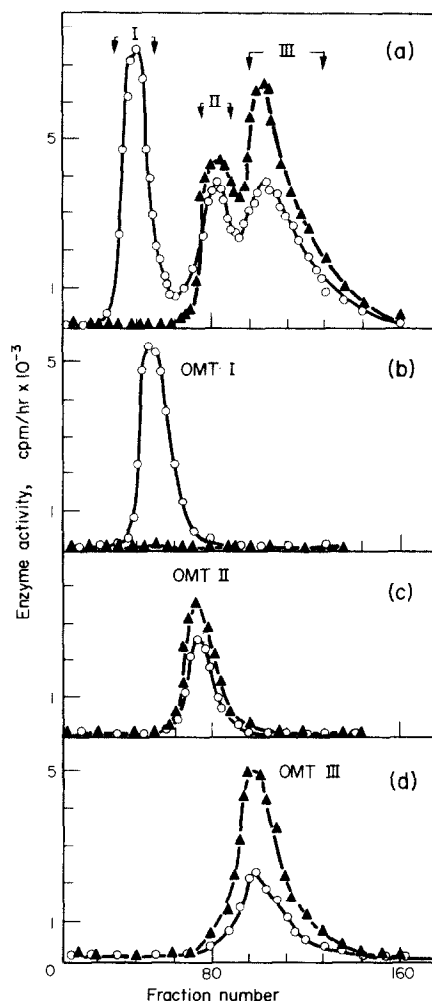 I
II
III
(a)
5
1
5
OMT I
(b)
1
OMT II
(c)
1
OMT III
(d)
5
1
0
80
160
Enzyme activity, cpm/hr × 10⁻³
Fraction number